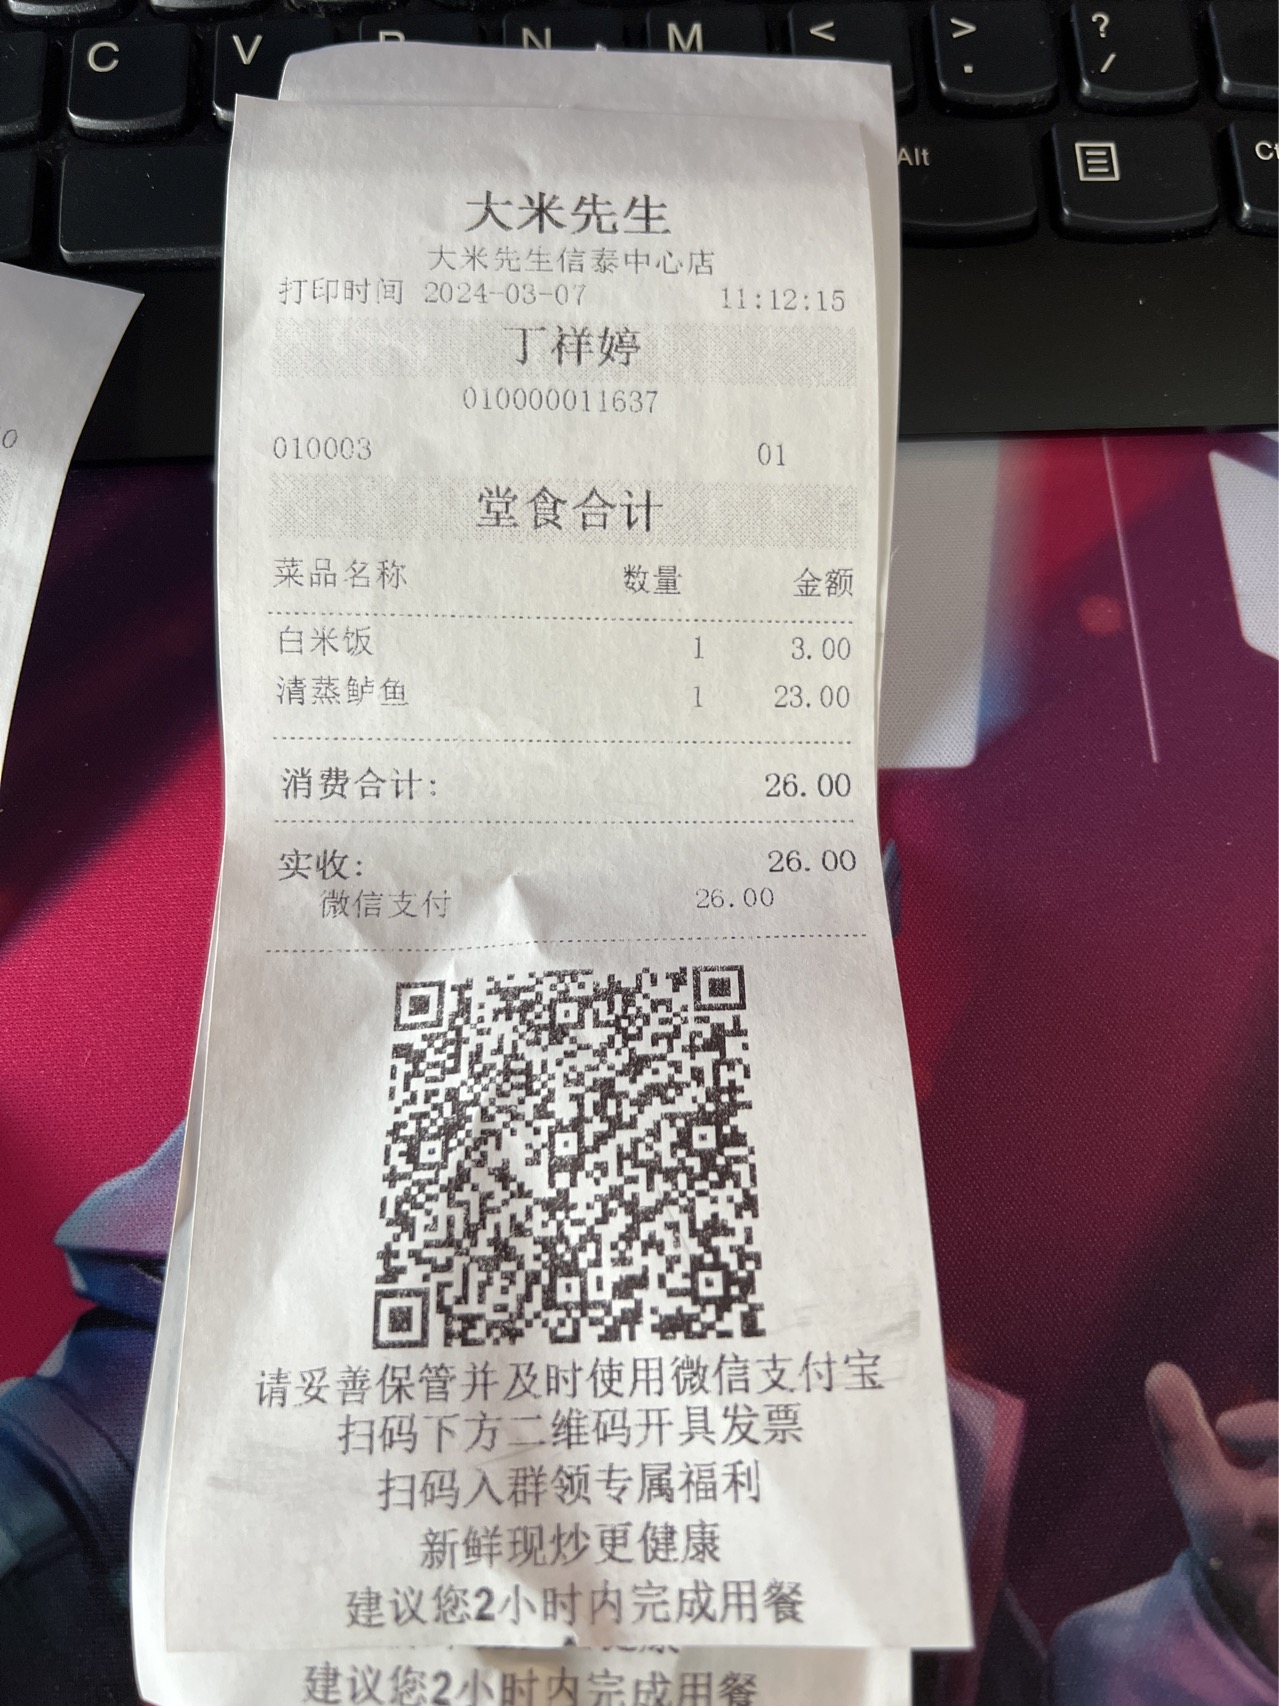 C V B N M < > . ? /
Alt
Ct
0
大米先生
大米先生信泰中心店
打印时间 2024-03-07 11:12:15
丁祥婷
010000011637
010003 01
堂食合计
菜品名称 数量 金额
白米饭 1 3.00
清蒸鲈鱼 1 23.00
消费合计: 26.00
实收: 26.00
微信支付 26.00
请妥善保管并及时使用微信支付宝
扫码下方二维码开具发票
扫码入群领专属福利
新鲜现炒更健康
建议您2小时内完成用餐
建议您2小时内完成用餐